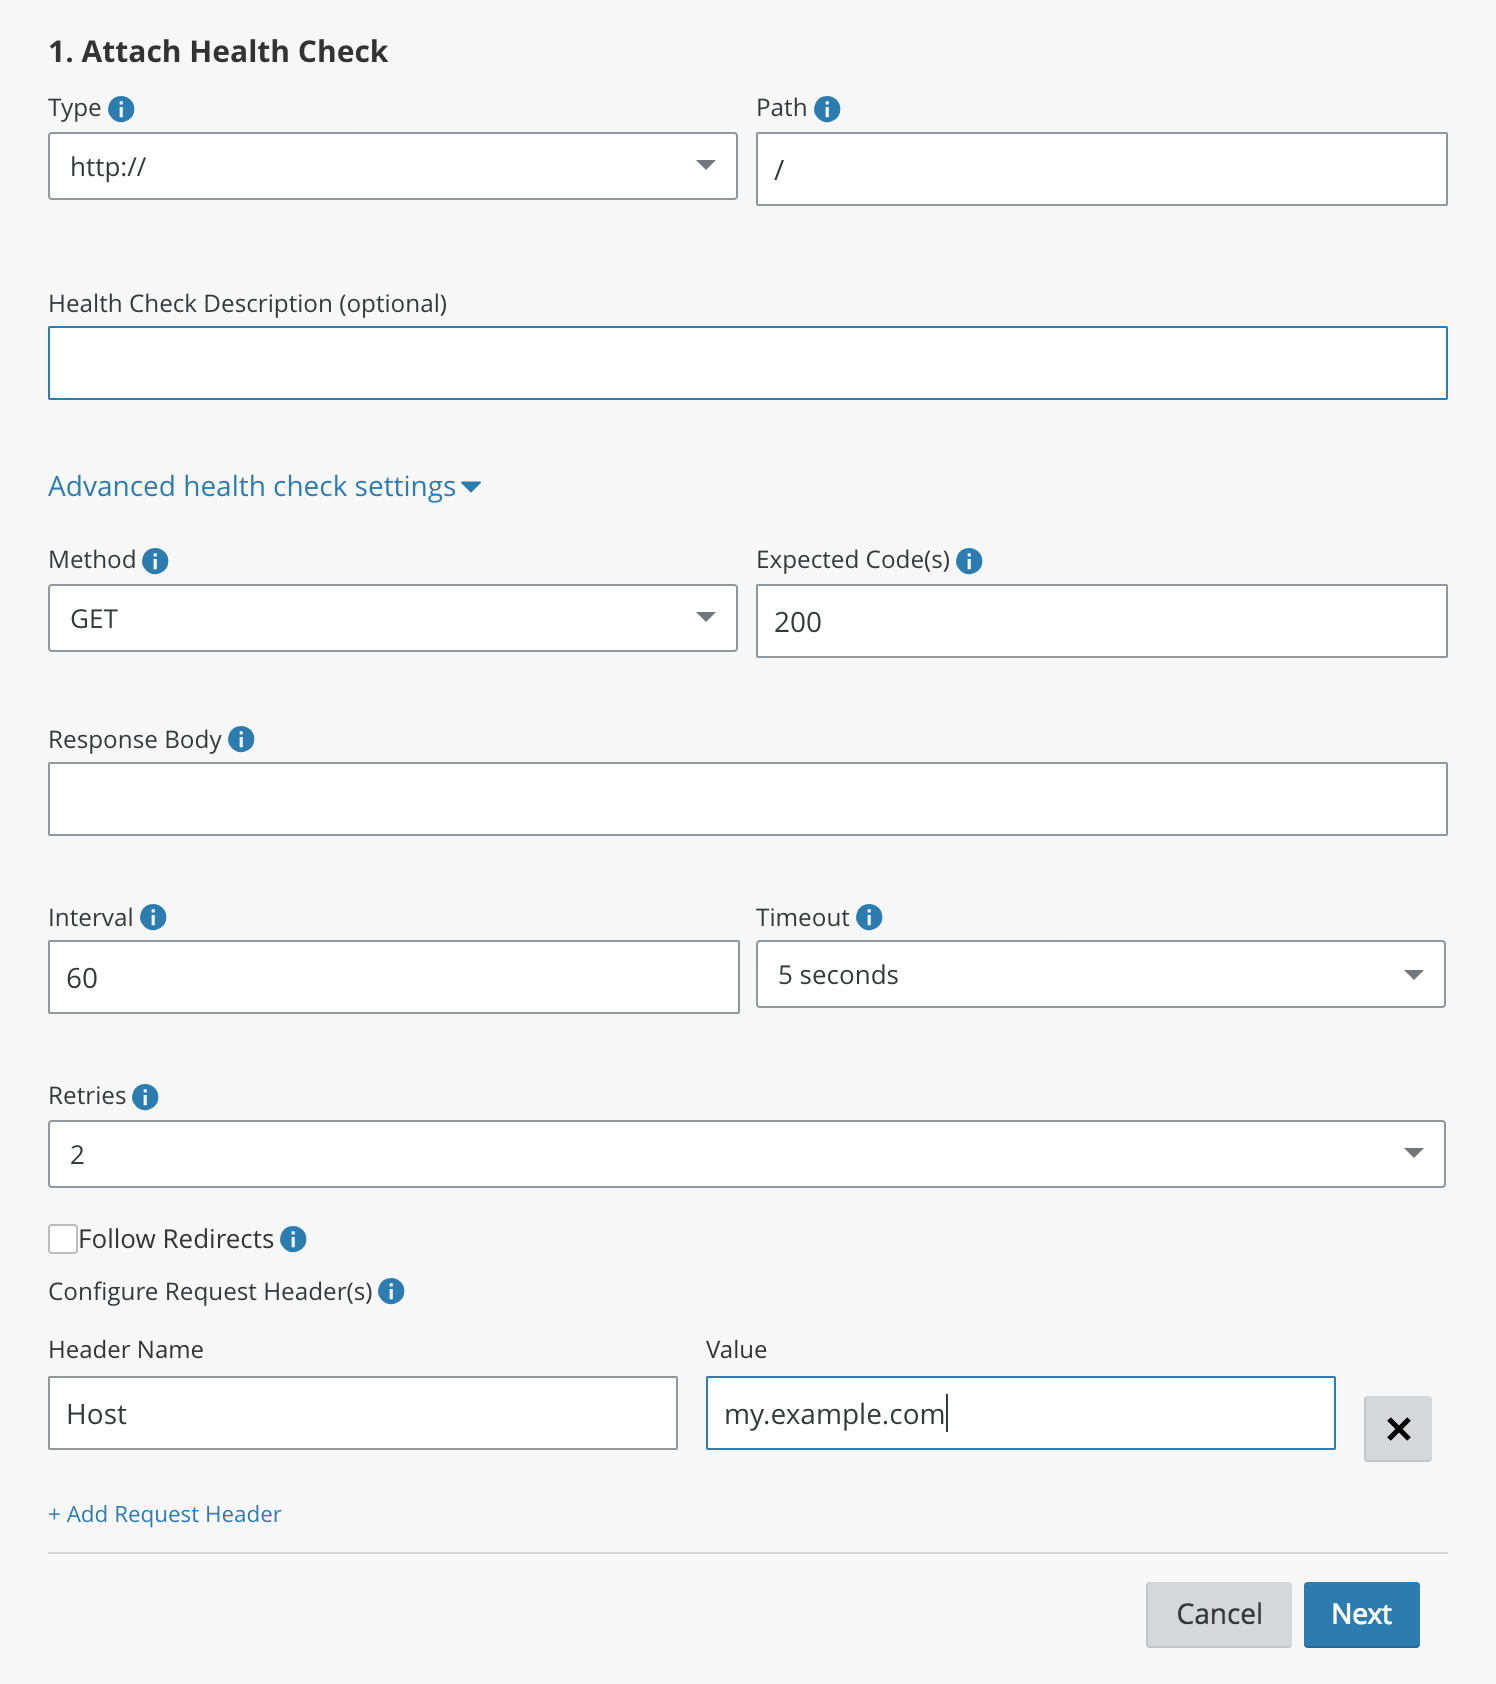 1. Attach Health Check
Type
Path
http://
/
Health Check Description (optional)
Advanced health check settings
Method
Expected Code(s)
GET
200
Response Body
Interval
Timeout
60
5 seconds
Retries
2
Follow Redirects
Configure Request Header(s)
Header Name
Value
Host
my.example.com
+ Add Request Header
Cancel
Next